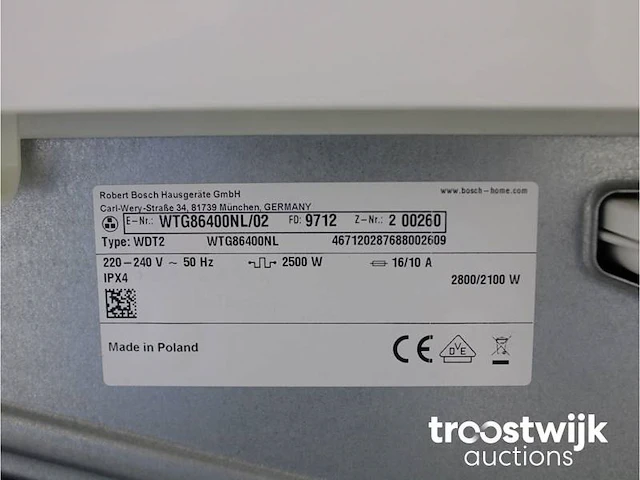 Robert Bosch Hausgeräte GmbH
www.bosch-home.com
Carl-Wery-Straße 34, 81739 München, GERMANY
E-Nr.: WTG86400NL/02 FD: 9712 Z-Nr.: 2 00260
Type: WDT2 WTG86400NL 467120287688002609
220-240 V ~ 50 Hz 2500 W 16/10 A
IPX4 2800/2100 W
Made in Poland CE DVE
troostwijk
auctions